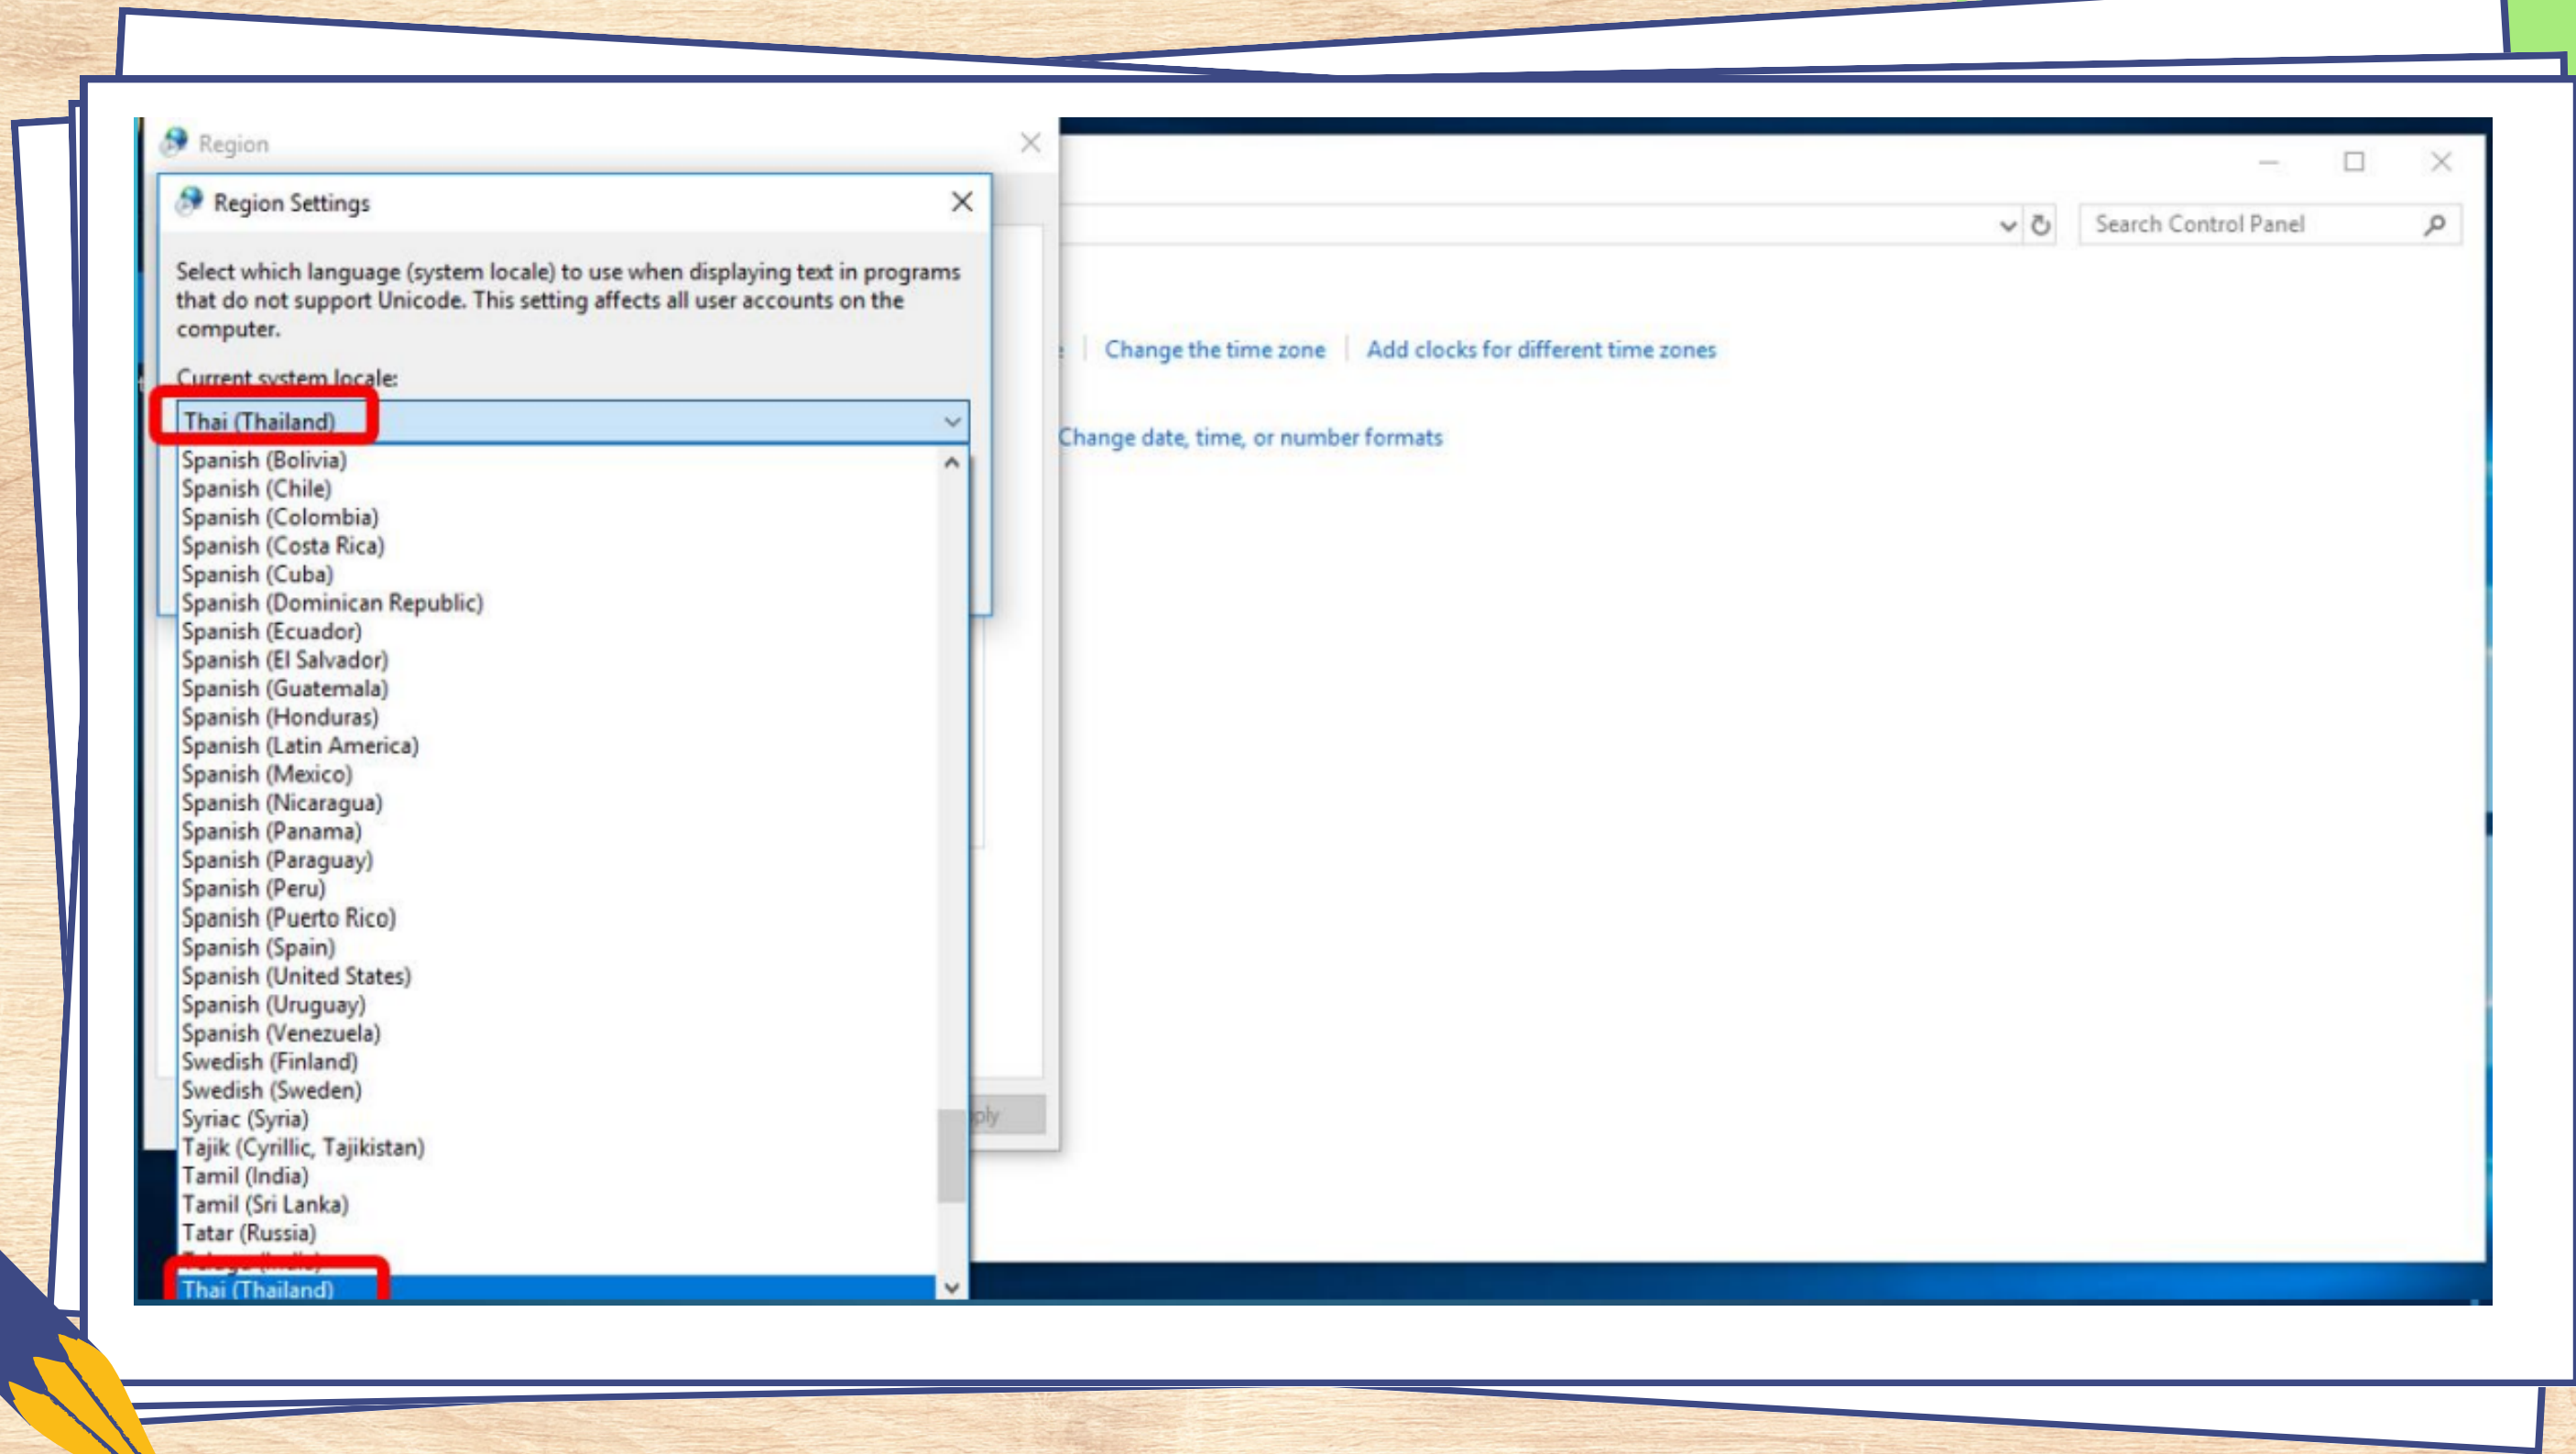 Region
Region Settings
Select which language (system locale) to use when displaying text in programs
that do not support Unicode. This setting affects all user accounts on the
computer.
Current system locale:
Thai (Thailand)
Spanish (Bolivia)
Spanish (Chile)
Spanish (Colombia)
Spanish (Costa Rica)
Spanish (Cuba)
Spanish (Dominican Republic)
Spanish (Ecuador)
Spanish (El Salvador)
Spanish (Guatemala)
Spanish (Honduras)
Spanish (Latin America)
Spanish (Mexico)
Spanish (Nicaragua)
Spanish (Panama)
Spanish (Paraguay)
Spanish (Peru)
Spanish (Puerto Rico)
Spanish (Spain)
Spanish (United States)
Spanish (Uruguay)
Spanish (Venezuela)
Swedish (Finland)
Swedish (Sweden)
Syriac (Syria)
Tajik (Cyrillic, Tajikistan)
Tamil (India)
Tamil (Sri Lanka)
Tatar (Russia)
Thai (Thailand)
Search Control Panel
Change the time zone
Add clocks for different time zones
Change date, time, or number formats